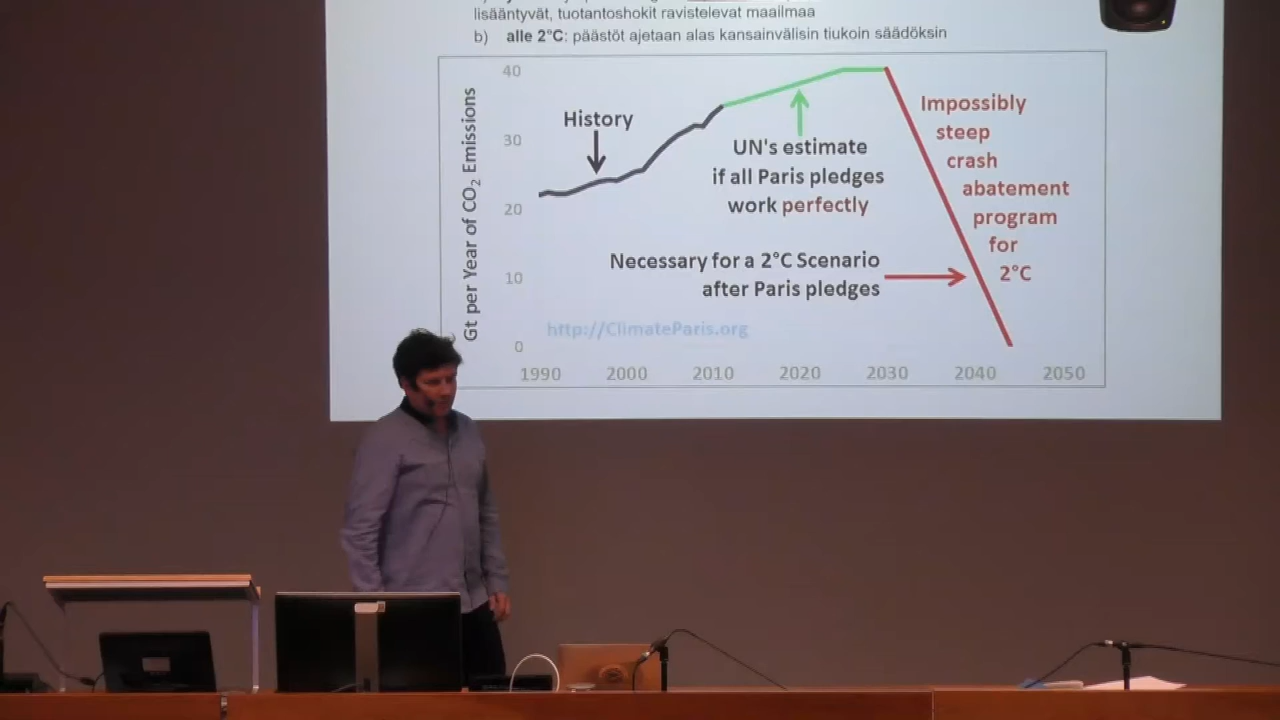 lisääntyvät, tuotantoshokit ravistelevat maailmaa
b) alle 2°C: päästöt ajetaan alas kansainvälisin tiukoin säädöksin
Gt per Year of CO2 Emissions
40
30
20
10
0
History
UN's estimate
if all Paris pledges
work perfectly
Impossibly
steep
crash
abatement
program
for
2°C
Necessary for a 2°C Scenario
after Paris pledges
http://ClimateParis.org
1990 2000 2010 2020 2030 2040 2050